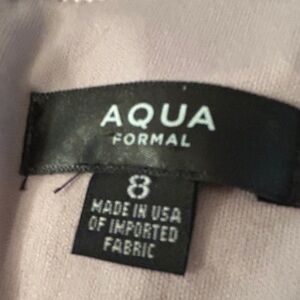 AQUA
FORMAL
8
MADE IN USA
OF IMPORTED
FABRIC